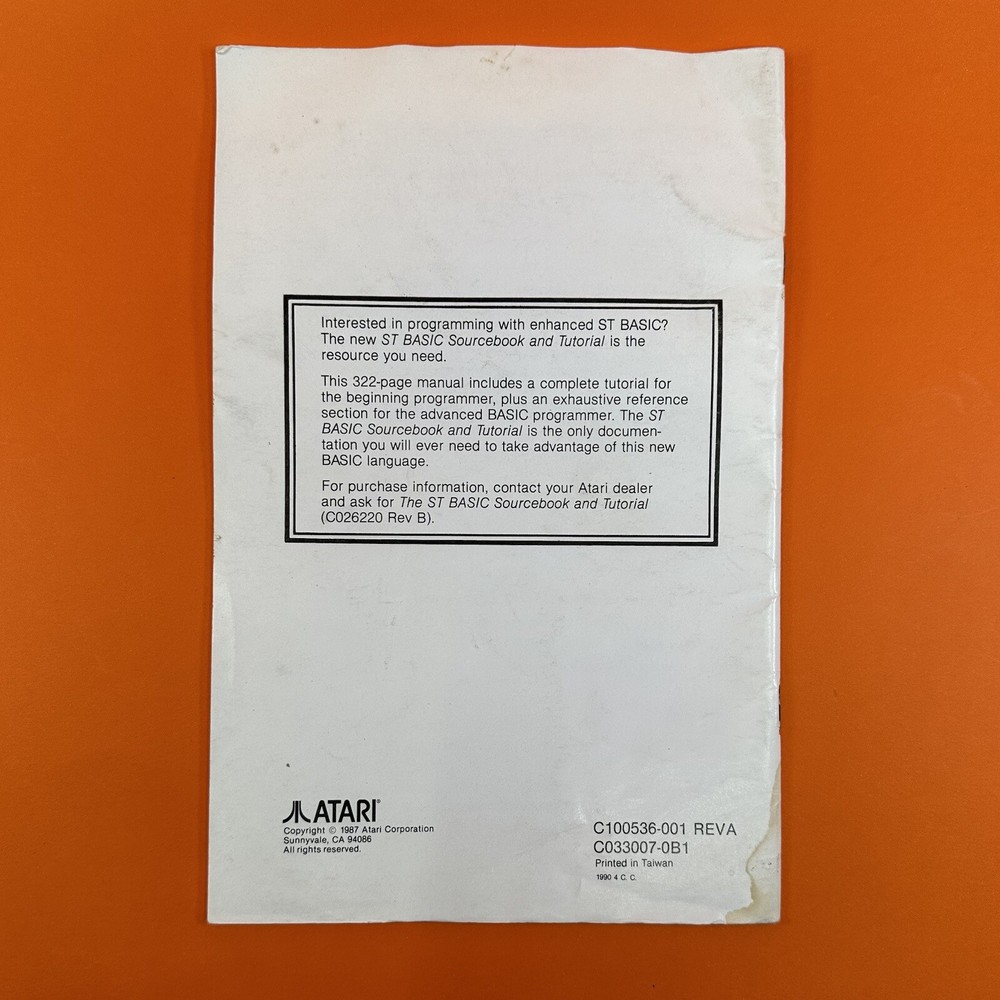 Interested in programming with enhanced ST BASIC?
The new ST BASIC Sourcebook and Tutorial is the
resource you need.
This 322-page manual includes a complete tutorial for
the beginning programmer, plus an exhaustive reference
section for the advanced BASIC programmer. The ST
BASIC Sourcebook and Tutorial is the only documen-
tation you will ever need to take advantage of this new
BASIC language.
For purchase information, contact your Atari dealer
and ask for The ST BASIC Sourcebook and Tutorial
(C026220 Rev B).
ATARI®
Copyright © 1987 Atari Corporation
Sunnyvale, CA 94086
All rights reserved.
C100536-001 REVA
C033007-0B1
Printed in Taiwan
1990 4 C. C.